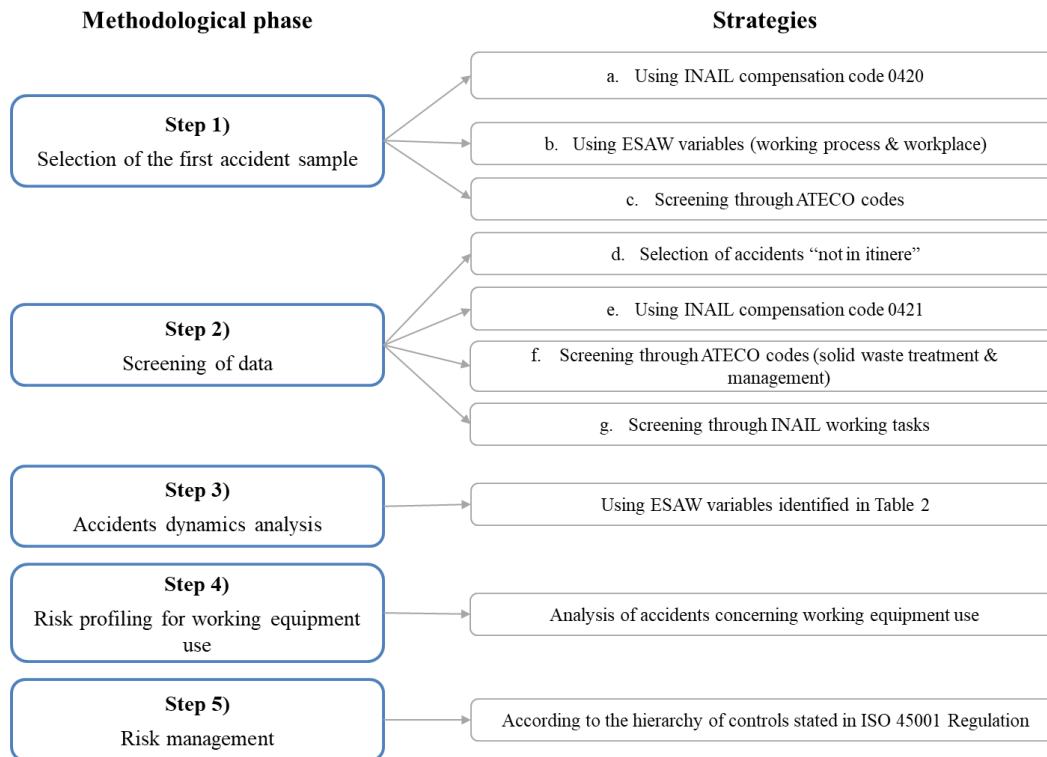 Methodological phase
Strategies
Step 1)
Selection of the first accident sample
a. Using INAIL compensation code 0420
b. Using ESAW variables (working process & workplace)
c. Screening through ATECO codes
Step 2)
Screening of data
d. Selection of accidents “not in itinere”
e. Using INAIL compensation code 0421
f. Screening through ATECO codes (solid waste treatment &
management)
g. Screening through INAIL working tasks
Step 3)
Accidents dynamics analysis
Using ESAW variables identified in Table 2
Step 4)
Risk profiling for working equipment
use
Analysis of accidents concerning working equipment use
Step 5)
Risk management
According to the hierarchy of controls stated in ISO 45001 Regulation